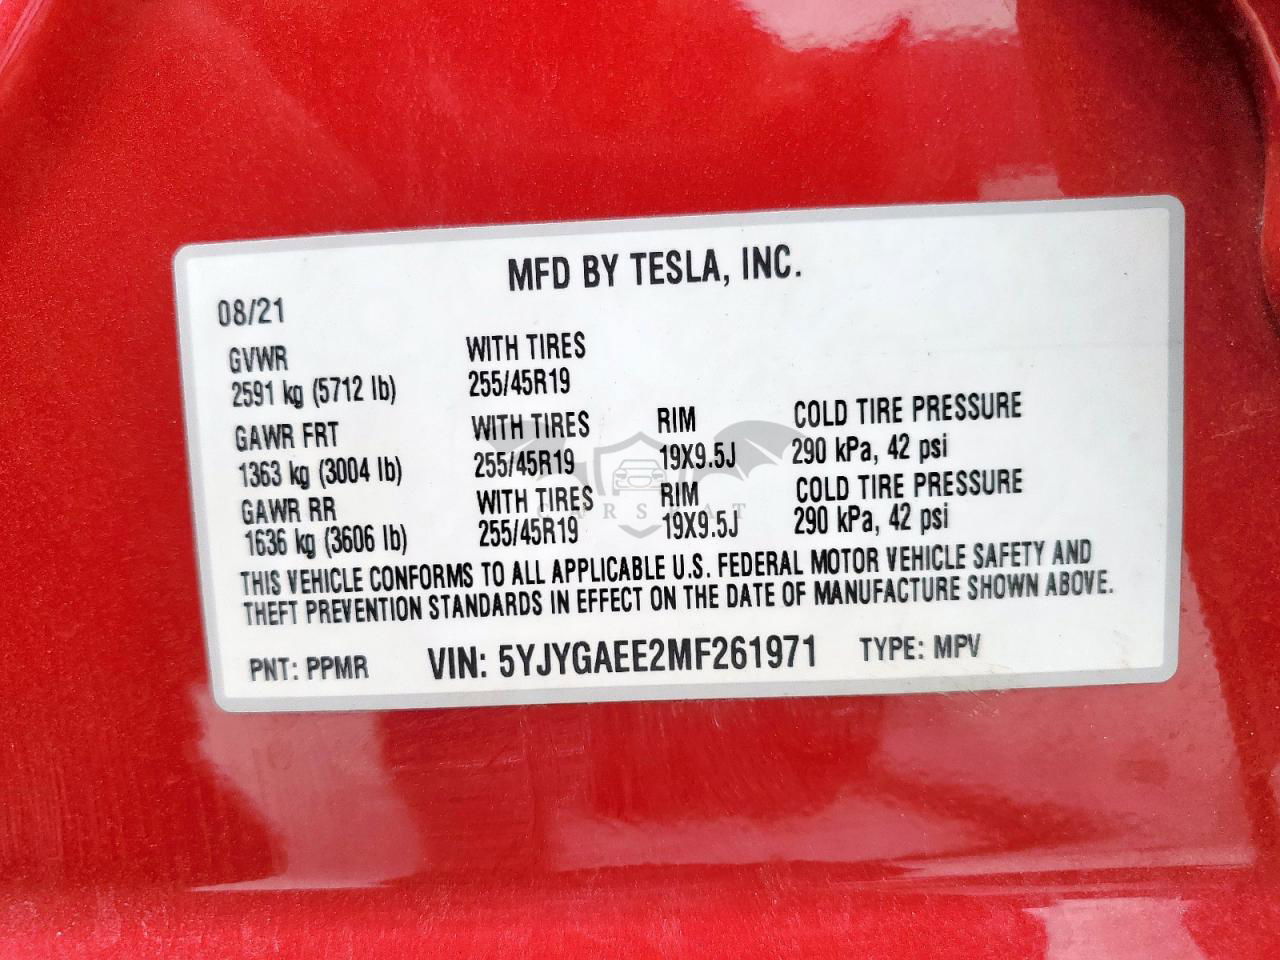 MFD BY TESLA, INC.
08/21
GVWR WITH TIRES
2591 kg (5712 lb) 255/45R19
GAWR FRT WITH TIRES RIM COLD TIRE PRESSURE
1363 kg (3004 lb) 255/45R19 19X9.5J 290 kPa, 42 psi
GAWR RR WITH TIRES RIM COLD TIRE PRESSURE
1636 kg (3606 lb) 255/45R19 19X9.5J 290 kPa, 42 psi
THIS VEHICLE CONFORMS TO ALL APPLICABLE U.S. FEDERAL MOTOR VEHICLE SAFETY AND
THEFT PREVENTION STANDARDS IN EFFECT ON THE DATE OF MANUFACTURE SHOWN ABOVE.
PNT: PPMR VIN: 5YJYGAEE2MF261971 TYPE: MPV